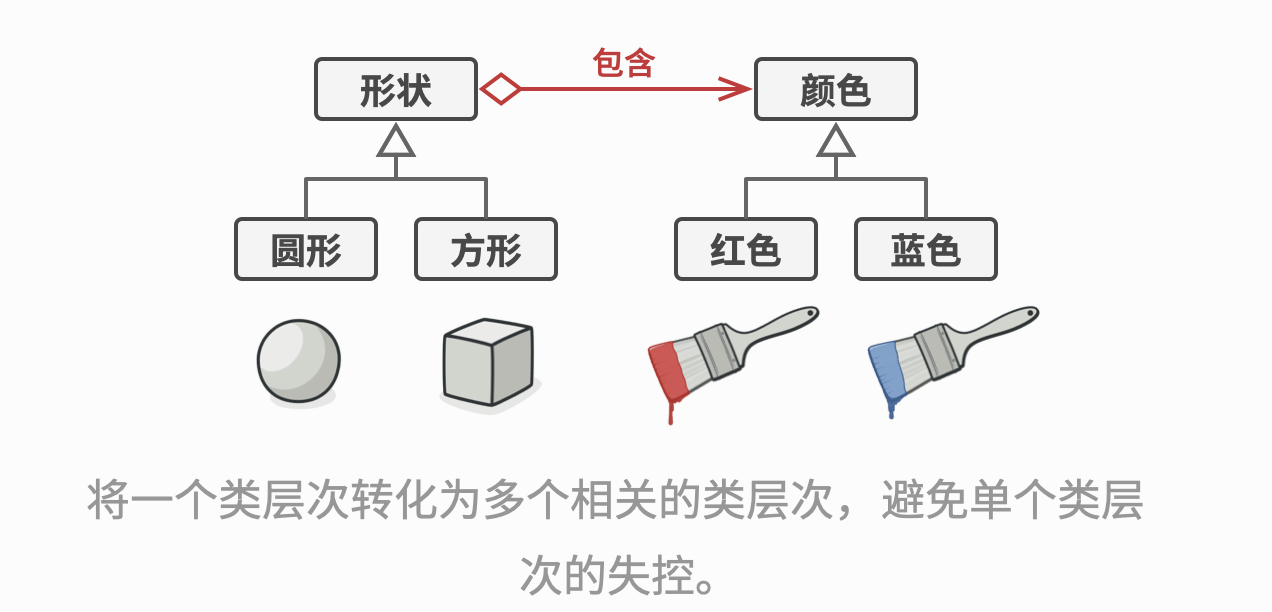 包含
形状
颜色
圆形
方形
红色
蓝色
将一个类层次转化为多个相关的类层次，避免单个类层
次的失控。